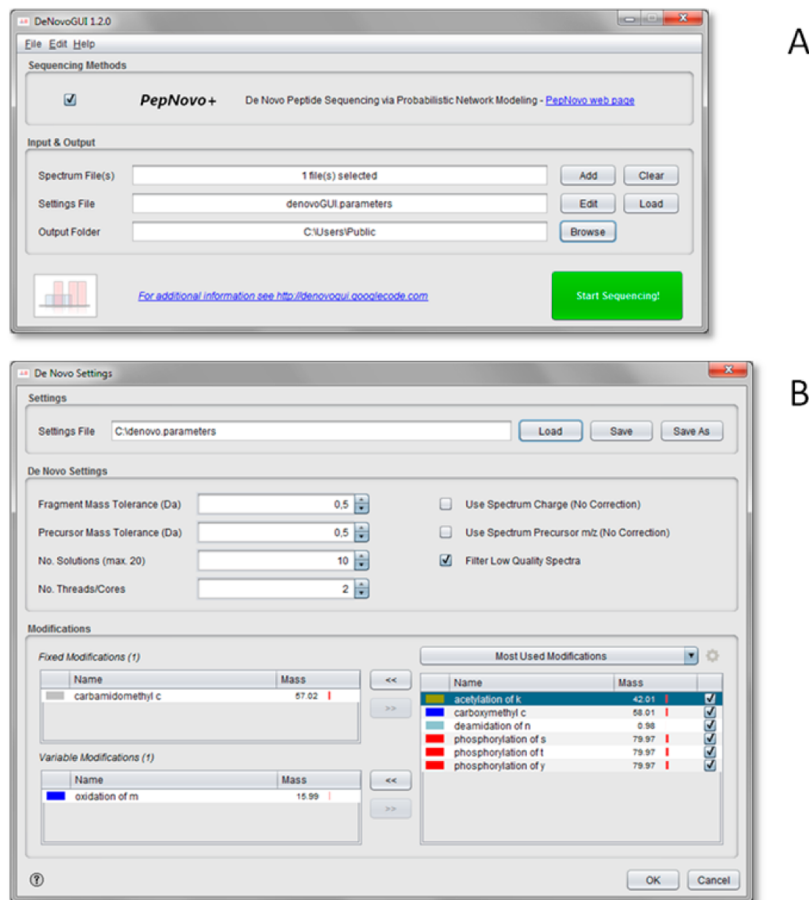 DeNovoGUI 1.2.0
A
File Edit Help
Sequencing Methods
PepNovo+ De Novo Peptide Sequencing via Probabilistic Network Modeling - PepNovo web page
Input & Output
Spectrum File(s) 1 file(s) selected Add Clear
Settings File denovoGUI.parameters Edit Load
Output Folder C:\Users\Public Browse
For additional information see http://denovogui.googlecode.com Start Sequencing!
De Novo Settings
B
Settings
Settings File C:\denovo.parameters Load Save Save As
De Novo Settings
Fragment Mass Tolerance (Da) 0,5 Use Spectrum Charge (No Correction)
Precursor Mass Tolerance (Da) 0,5 Use Spectrum Precursor m/z (No Correction)
No. Solutions (max. 20) 10 Filter Low Quality Spectra
No. Threads/Cores 2
Modifications
Fixed Modifications (1) << Most Used Modifications
Name Mass >> Name Mass
carbamidomethyl c 57.02 acetylation of k 42.01
carboxymethyl c 58.01
deamidation of n 0.98
phosphorylation of s 79.97
phosphorylation of t 79.97
Variable Modifications (1) phosphorylation of y 79.97
Name Mass <<
oxidation of m 15.99 >>
? OK Cancel